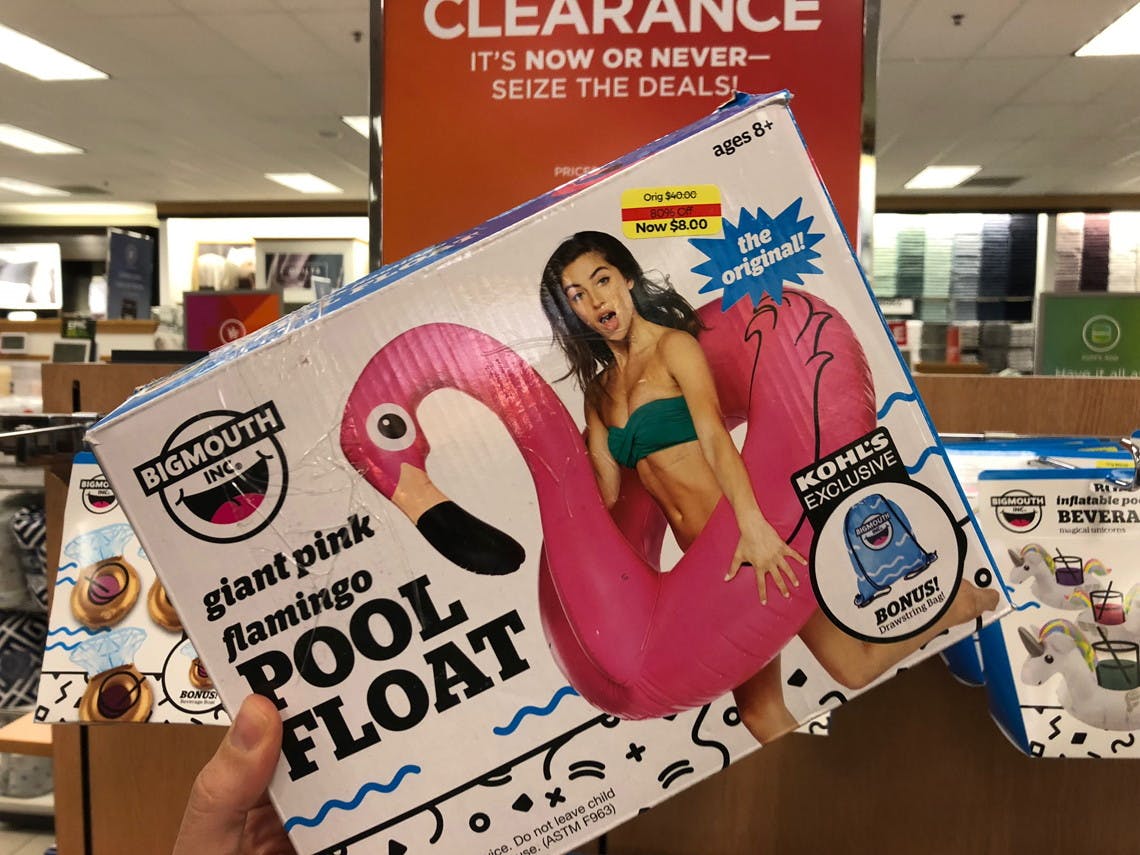 CLEARANCE
IT'S NOW OR NEVER—
SEIZE THE DEALS!
ages 8+
Orig $40.00
80% Off
Now $8.00
the
original!
BIGMOUTH
INC.
giant pink
flamingo
POOL
FLOAT
KOHL'S
EXCLUSIVE
BIGMOUTH
BONUS!
Drawstring Bag!
Do not leave child
(ASTM F963)
BIGMOUTH
INC.
inflatable
BEVERA
magical unicorns
BONUS!